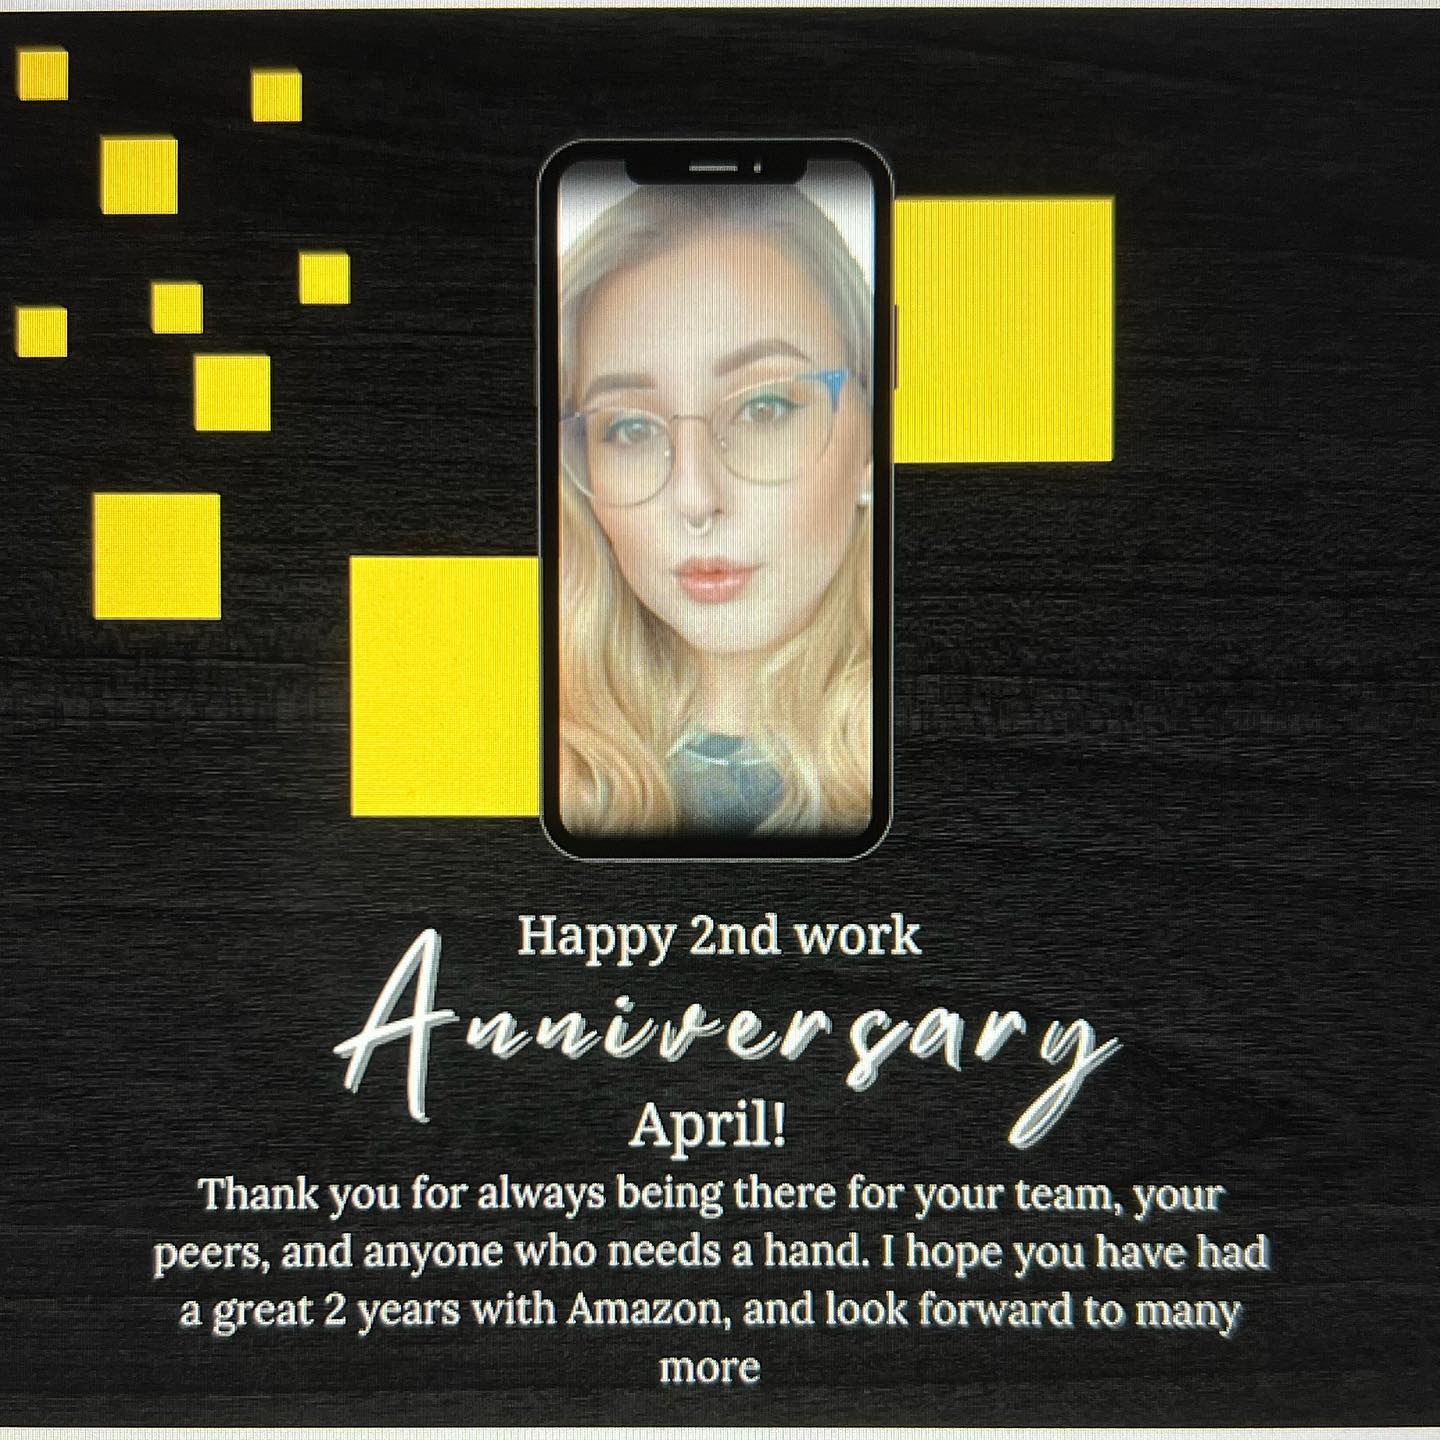 Happy 2nd work
Anniversary
April!
Thank you for always being there for your team, your
peers, and anyone who needs a hand. I hope you have had
a great 2 years with Amazon, and look forward to many
more